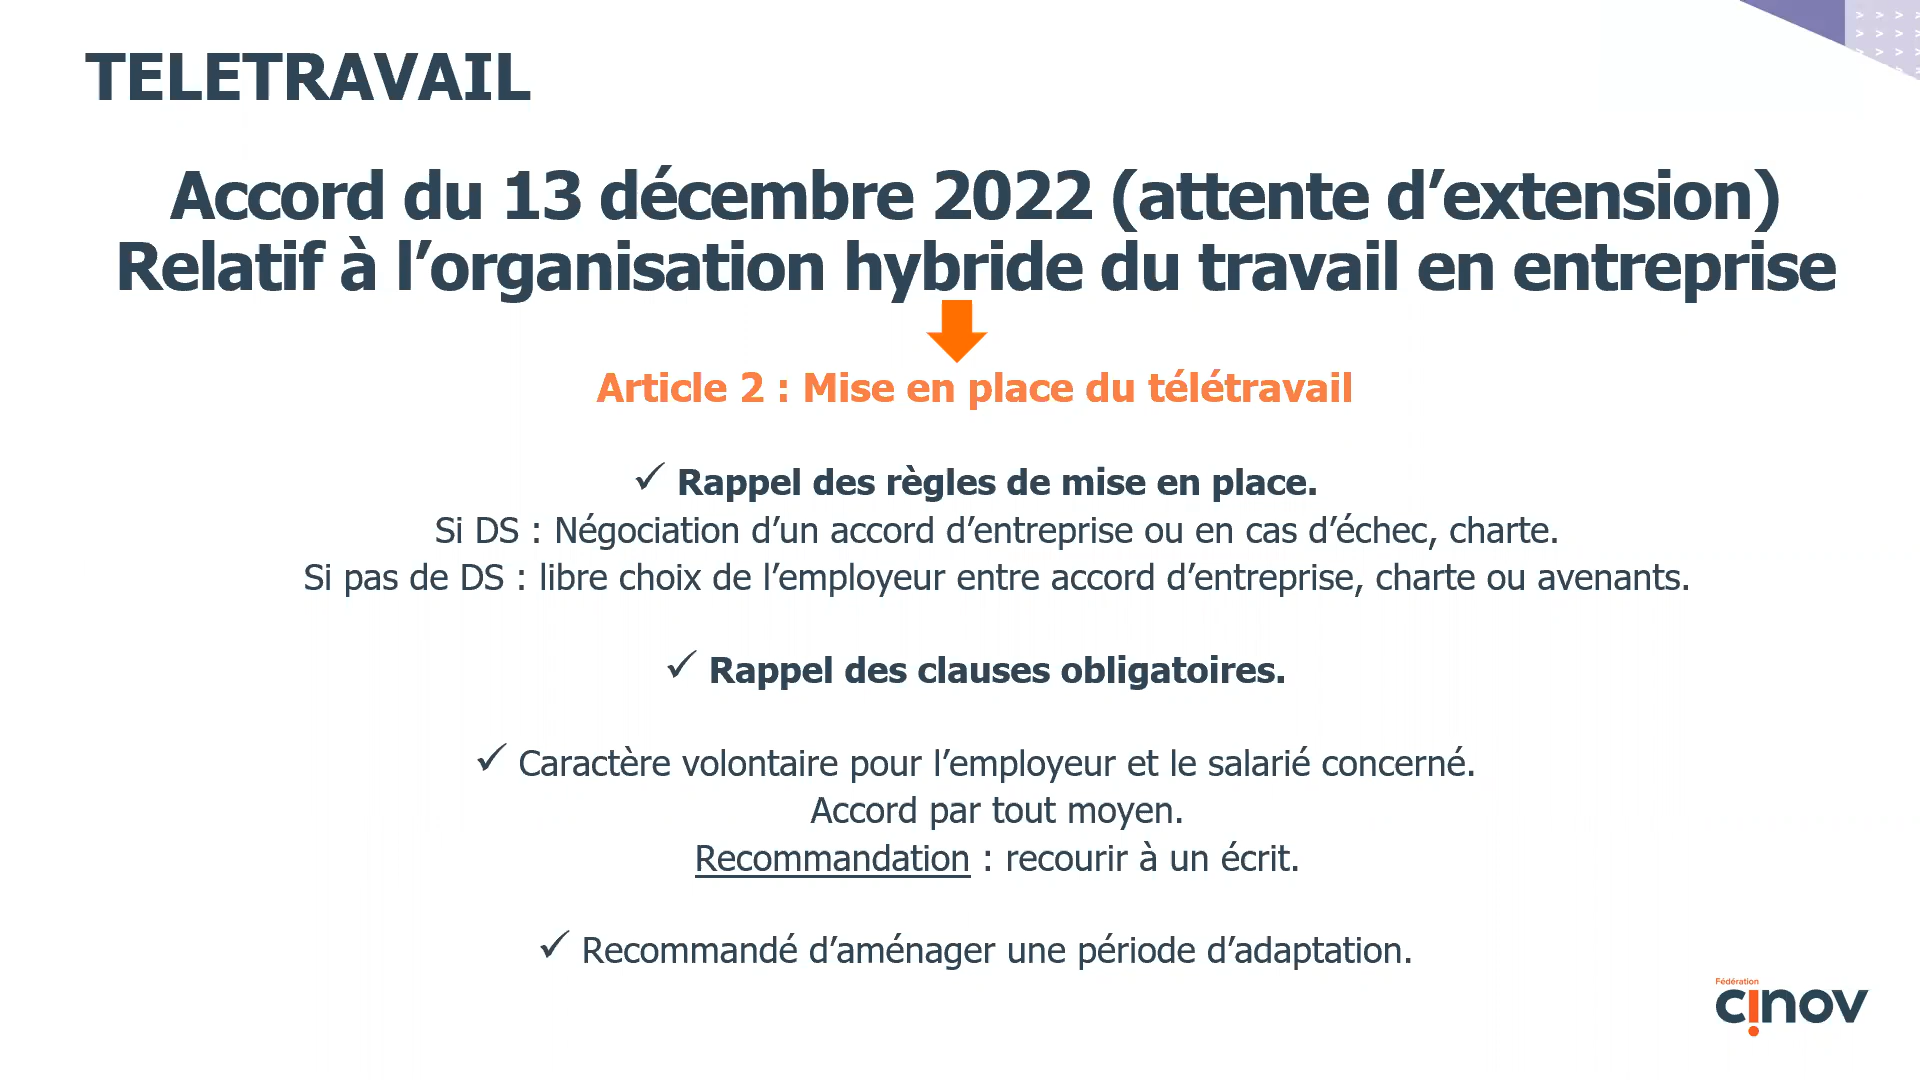 TELETRAVAIL
Accord du 13 décembre 2022 (attente d’extension)
Relatif à l’organisation hybride du travail en entreprise
Article 2 : Mise en place du télétravail
✓ Rappel des règles de mise en place.
Si DS : Négociation d’un accord d’entreprise ou en cas d’échec, charte.
Si pas de DS : libre choix de l’employeur entre accord d’entreprise, charte ou avenants.
✓ Rappel des clauses obligatoires.
✓ Caractère volontaire pour l’employeur et le salarié concerné.
Accord par tout moyen.
Recommandation : recourir à un écrit.
✓ Recommandé d’aménager une période d’adaptation.
Fédération
cinov